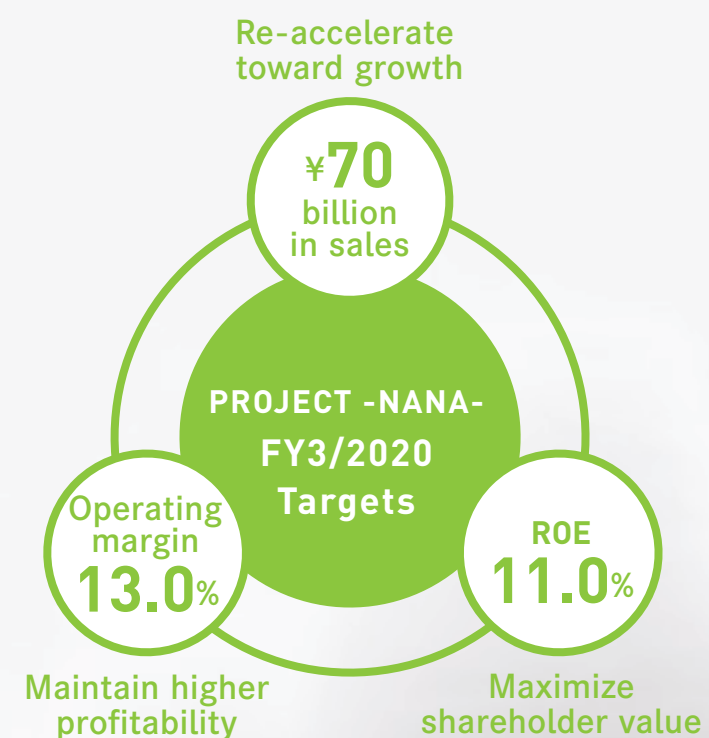 Re-accelerate
toward growth
¥70
billion
in sales
PROJECT -NANA-
FY3/2020
Targets
Operating
margin
13.0%
ROE
11.0%
Maintain higher
profitability
Maximize
shareholder value